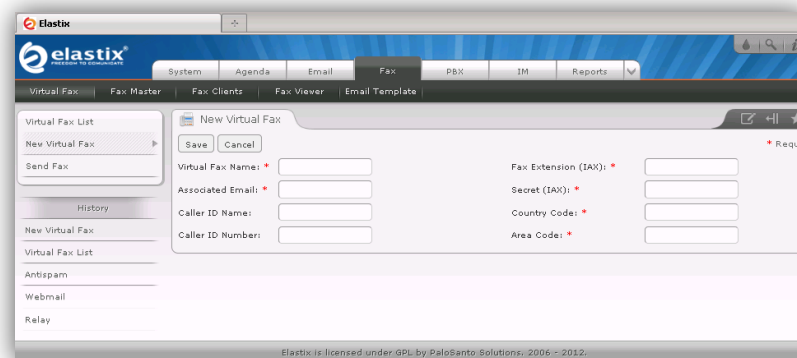 Elastix
elastix
FREEDOM TO COMMUNICATE
System Agenda Email Fax PBX IM Reports
Virtual Fax Fax Master Fax Clients Fax Viewer Email Template
Virtual Fax List
New Virtual Fax
Send Fax
History
New Virtual Fax
Virtual Fax List
Antispam
Webmail
Relay
New Virtual Fax
Save Cancel
* Requ
Virtual Fax Name: * Fax Extension (IAX): *
Associated Email: * Secret (IAX): *
Caller ID Name: Country Code: *
Caller ID Number: Area Code: *
Elastix is licensed under GPL by PaloSanto Solutions. 2006 - 2012.